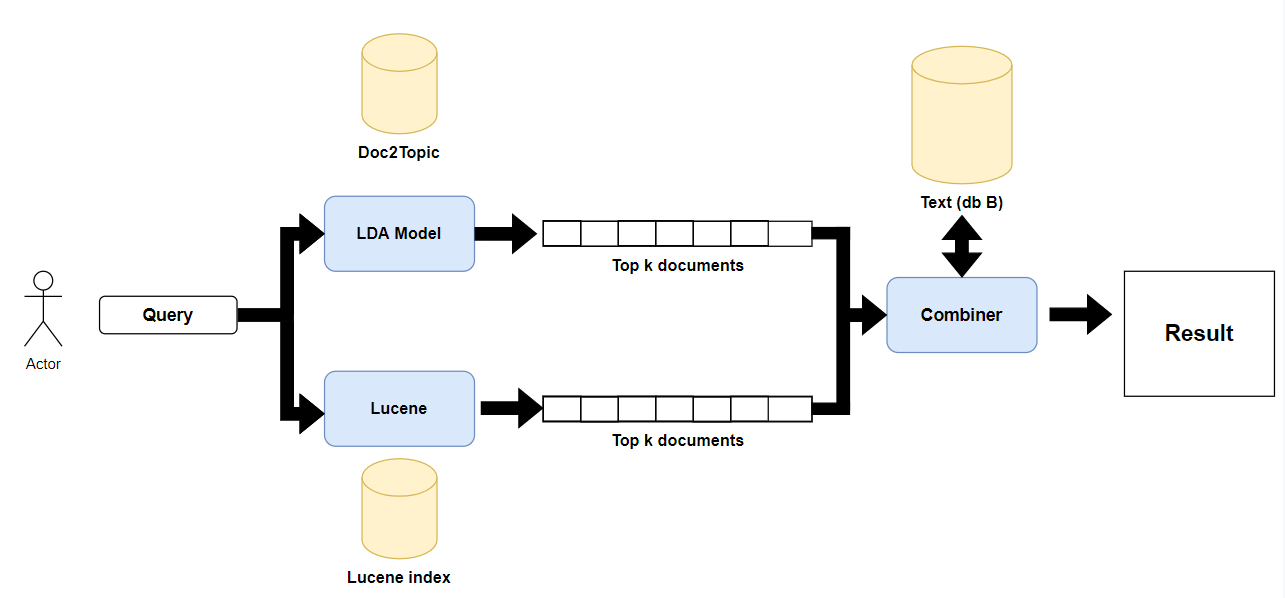 Doc2Topic
Text (db B)
LDA Model
Top k documents
Actor
Query
Combiner
Result
Lucene
Top k documents
Lucene index